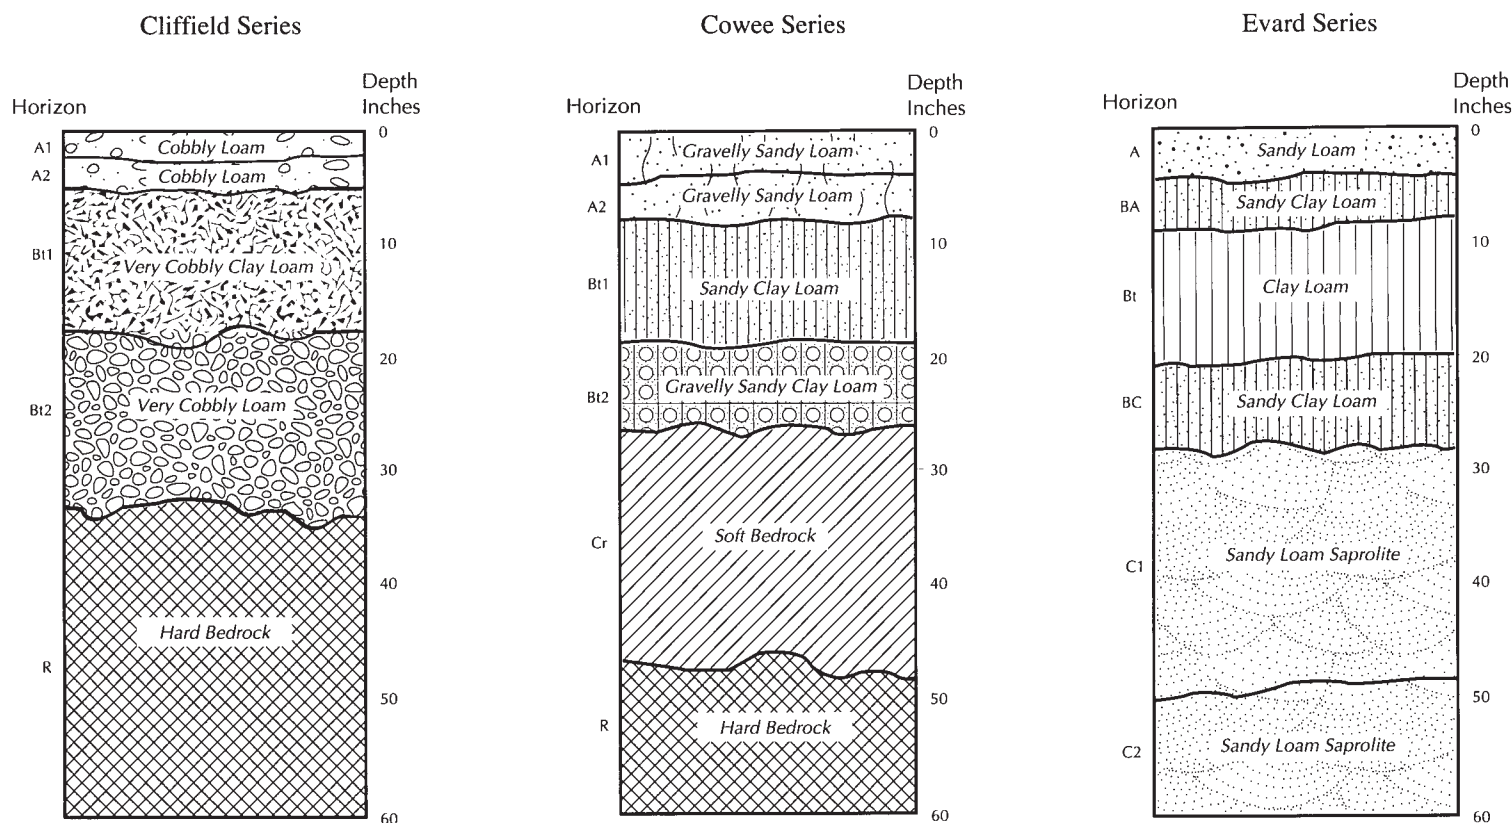 Cliffield Series
Horizon
Depth
Inches
A1
Cobbly Loam
0
A2
Cobbly Loam
Bt1
Very Cobbly Clay Loam
10
20
Bt2
Very Cobbly Loam
30
40
R
Hard Bedrock
50
60
Cowee Series
Horizon
Depth
Inches
0
A1
Gravelly Sandy Loam
A2
Gravelly Sandy Loam
10
Bt1
Sandy Clay Loam
20
Bt2
Gravelly Sandy Clay Loam
30
Cr
Soft Bedrock
40
50
R
Hard Bedrock
60
Evard Series
Horizon
Depth
Inches
0
A
Sandy Loam
BA
Sandy Clay Loam
10
Bt
Clay Loam
20
BC
Sandy Clay Loam
30
C1
Sandy Loam Saprolite
40
50
C2
Sandy Loam Saprolite
60